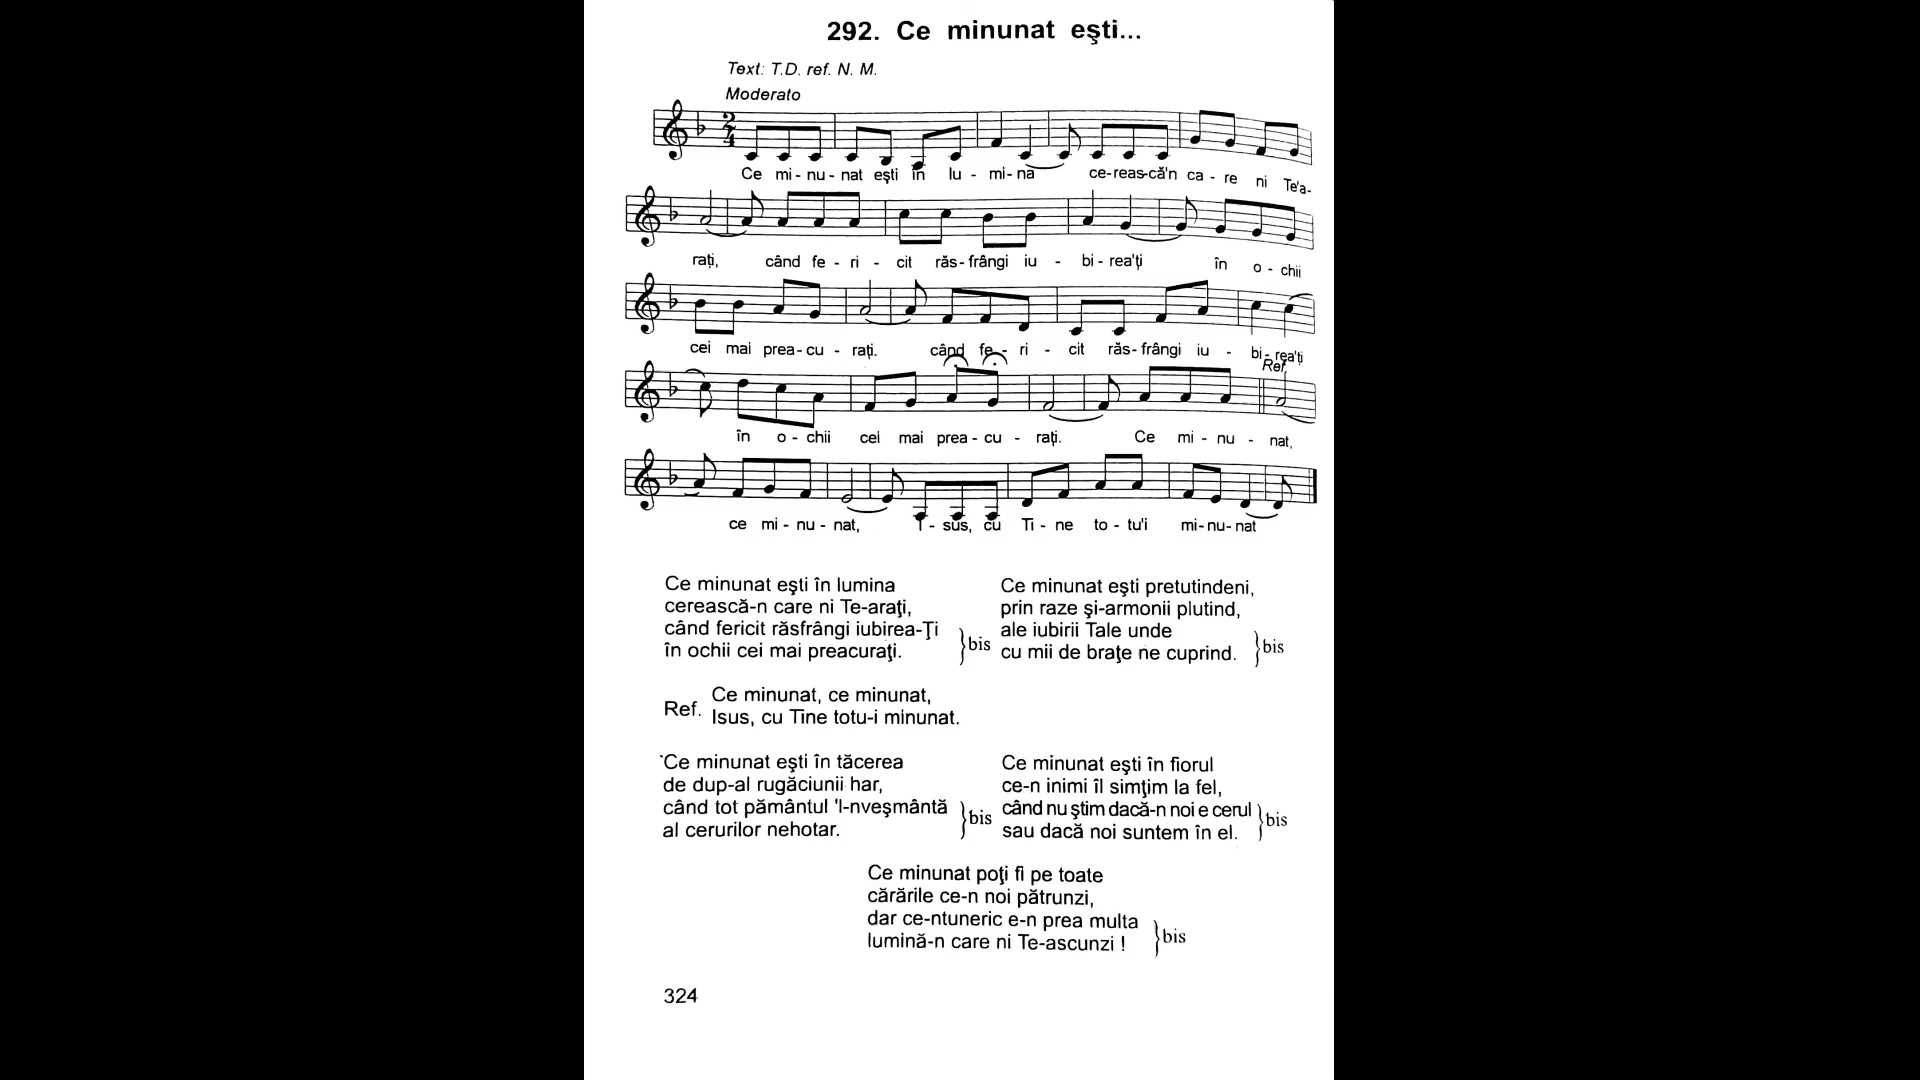 292. Ce minunat eşti...
Text: T.D. ref. N. M.
Moderato
2/4
Ce mi - nu - nat eşti în lu - mi-na ce-reas-că'n ca - re ni Te'a-
raţi, când fe - ri - cit răs-frângi iu - bi-rea'ţi în o - chii
cei mai prea-cu - raţi. când fe - ri - cit răs-frângi iu - bi-rea'ţi
Ref.
în o - chii cei mai prea-cu - raţi. Ce mi - nu - nat,
ce mi - nu - nat, I - sus, cu Ti - ne to - tu'i mi-nu-nat
Ce minunat eşti în lumina
cerească-n care ni Te-araţi,
când fericit răsfrângi iubirea-Ţi
în ochii cei mai preacuraţi.
bis
Ce minunat eşti pretutindeni,
prin raze şi-armonii plutind,
ale iubirii Tale unde
cu mii de braţe ne cuprind.
bis
Ref. Ce minunat, ce minunat,
Isus, cu Tine totu-i minunat.
Ce minunat eşti în tăcerea
de dup-al rugăciunii har,
când tot pământul 'l-nveşmântă
al cerurilor nehotar.
bis
Ce minunat eşti în fiorul
ce-n inimi îl simţim la fel,
când nu ştim dacă-n noi e cerul
sau dacă noi suntem în el.
bis
Ce minunat poţi fi pe toate
cărările ce-n noi pătrunzi,
dar ce-ntuneric e-n prea multa
lumină-n care ni Te-ascunzi !
bis
324